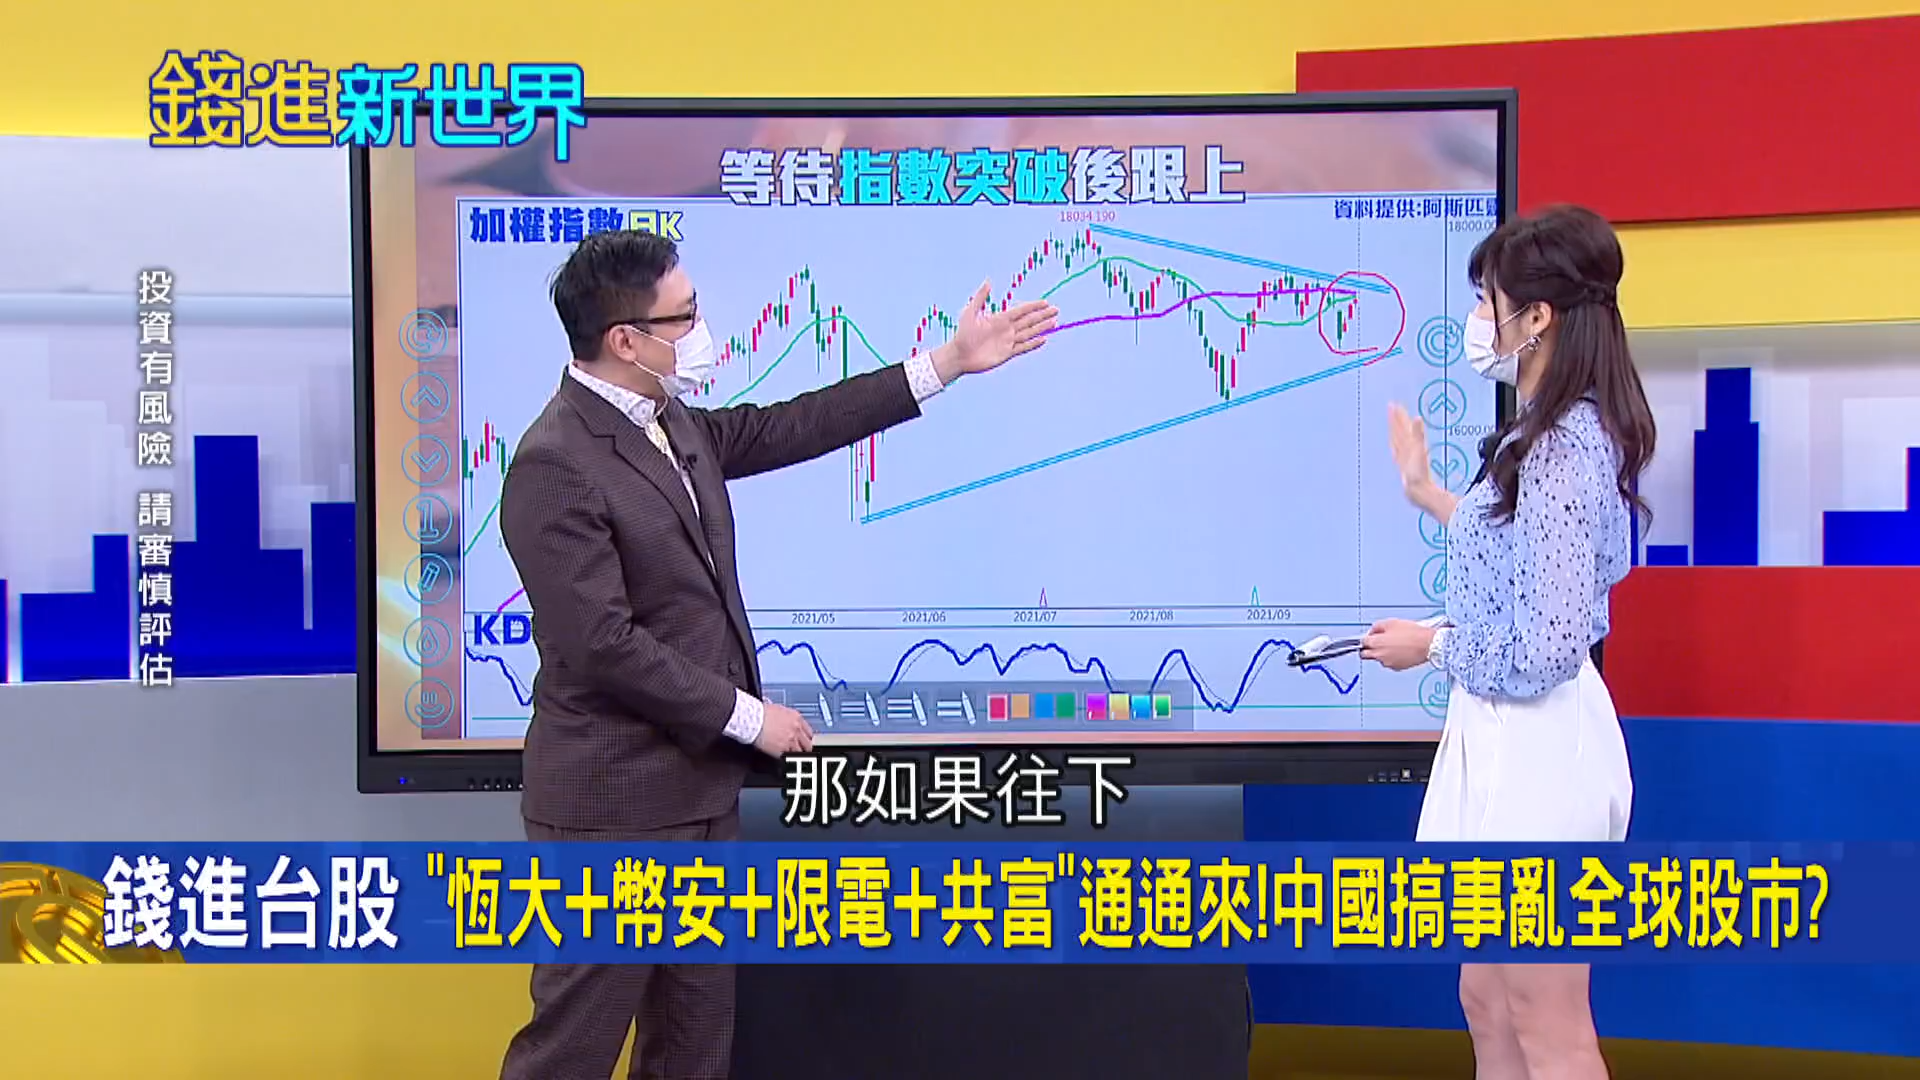 錢進新世界
等待指數突破後跟上
加權指數日K
資料提供:阿斯匹靈
18034.190
18000.00
16000.00
投資有風險 請審慎評估
2021/05
2021/06
2021/07
2021/08
2021/09
KD
那如果往下
錢進台股
"恆大+幣安+限電+共富"通通來!中國搞事亂全球股市?